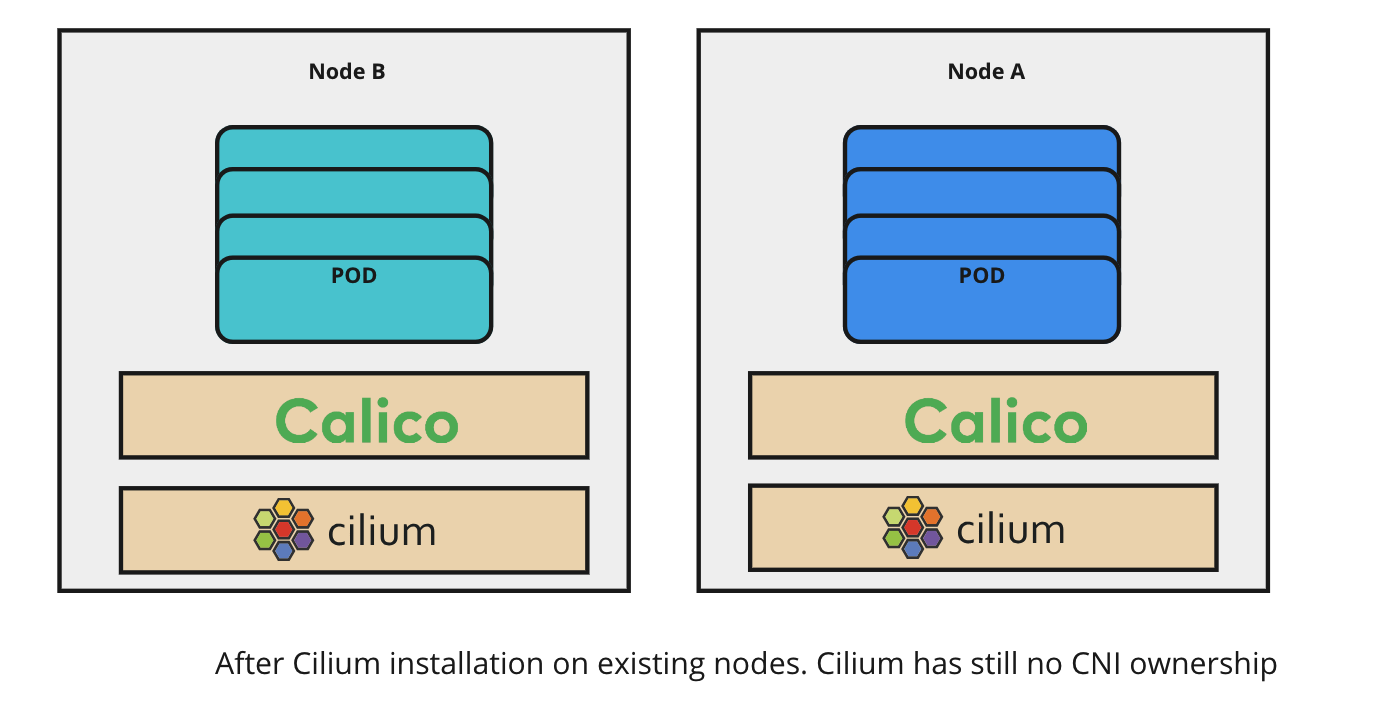 Node B
Node A
POD
POD
Calico
Calico
cilium
cilium
After Cilium installation on existing nodes. Cilium has still no CNI ownership